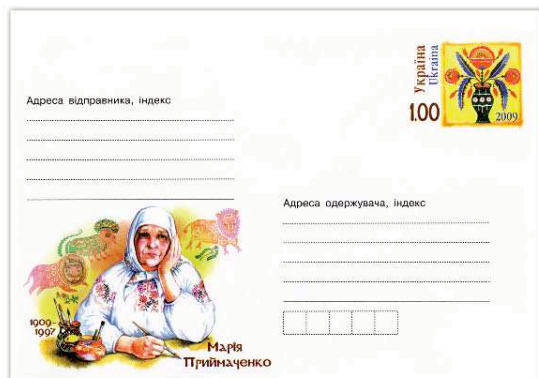 Україна
Ukraina
1.00
2009
Адреса відправника, індекс
Адреса одержувача, індекс
1909-
1997
Марія
Приймаченко